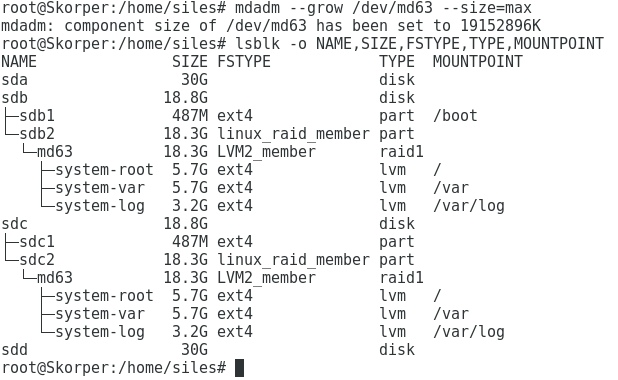 root@Skorper:/home/siles# mdadm --grow /dev/md63 --size=max
mdadm: component size of /dev/md63 has been set to 19152896K
root@Skorper:/home/siles# lsblk -o NAME,SIZE,FSTYPE,TYPE,MOUNTPOINT
NAME               SIZE FSTYPE            TYPE  MOUNTPOINT
sda                 30G                   disk
sdb               18.8G                   disk
├─sdb1             487M ext4              part  /boot
└─sdb2            18.3G linux_raid_member part
  └─md63          18.3G LVM2_member       raid1
    ├─system-root  5.7G ext4              lvm   /
    ├─system-var   5.7G ext4              lvm   /var
    └─system-log   3.2G ext4              lvm   /var/log
sdc               18.8G                   disk
├─sdc1             487M ext4              part
└─sdc2            18.3G linux_raid_member part
  └─md63          18.3G LVM2_member       raid1
    ├─system-root  5.7G ext4              lvm   /
    ├─system-var   5.7G ext4              lvm   /var
    └─system-log   3.2G ext4              lvm   /var/log
sdd                 30G                   disk
root@Skorper:/home/siles#